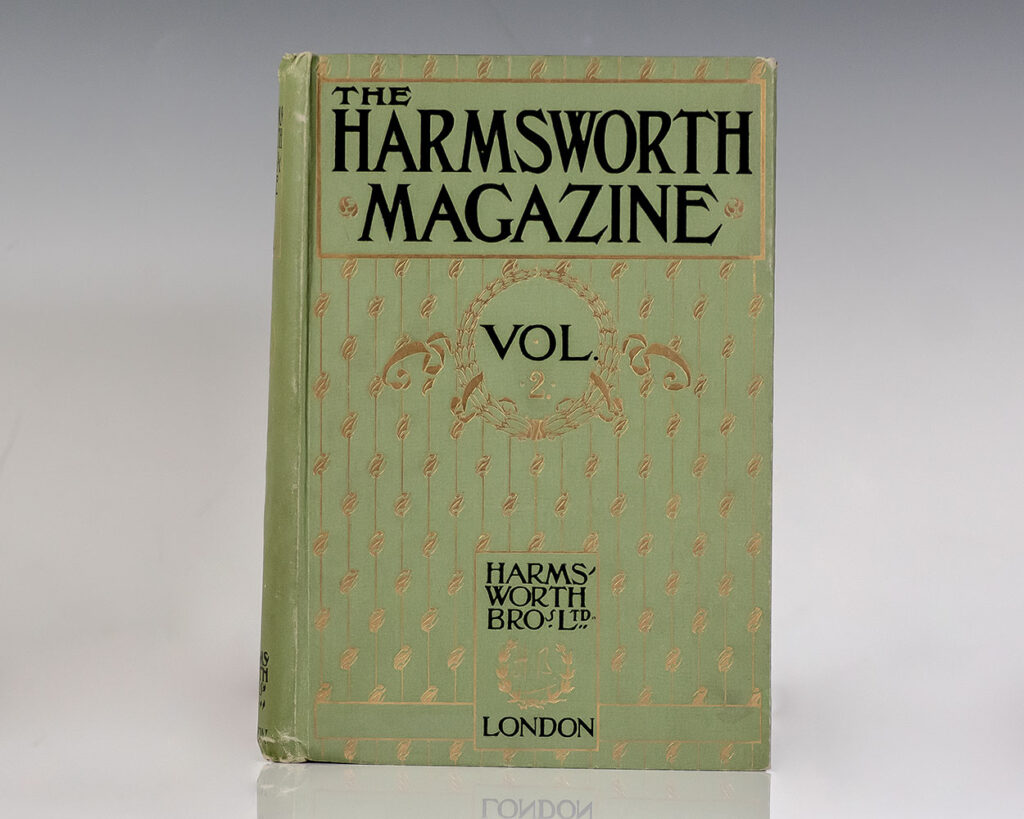 THE
HARMSWORTH
MAGAZINE
VOL.
2.
HARMS
WORTH
BROS. LTD.
LONDON